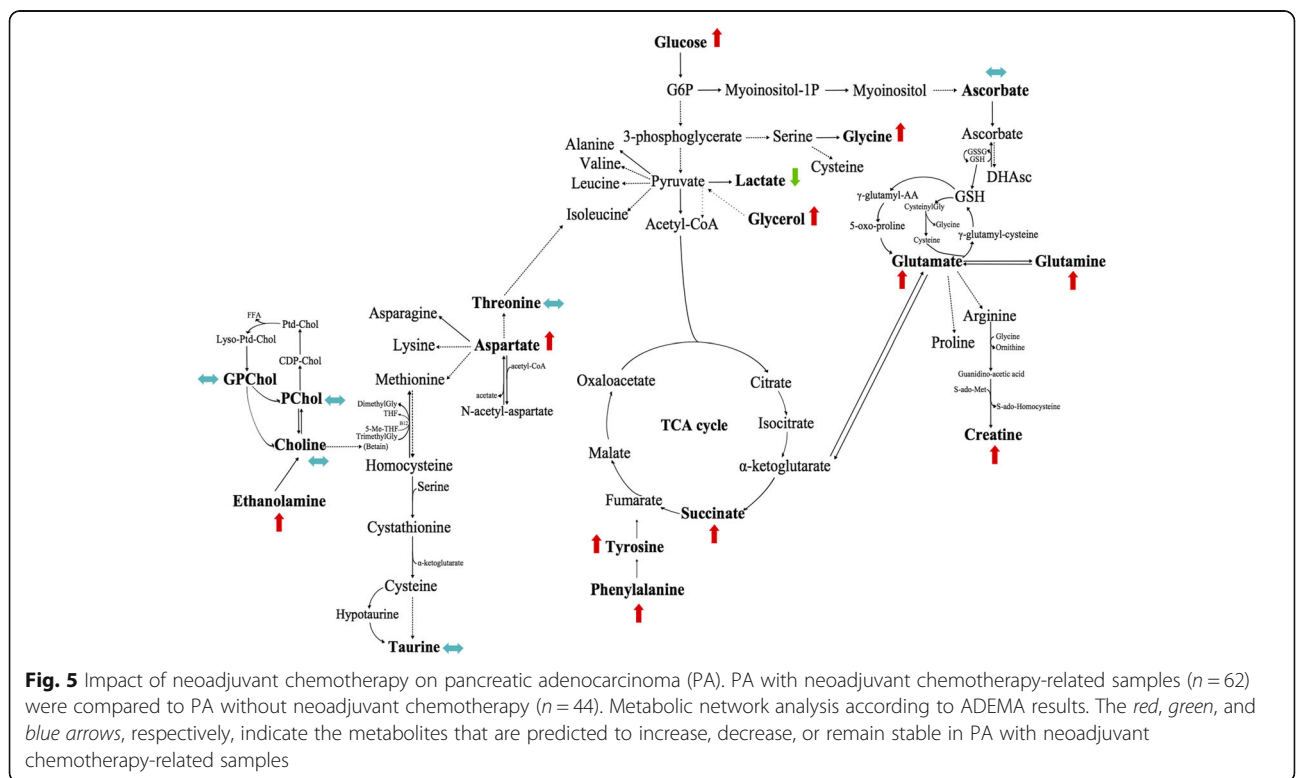 Glucose
G6P
Myoinositol-1P
Myoinositol
Ascorbate
Ascorbate
GSSG
GSH
DHAsc
3-phosphoglycerate
Serine
Glycine
Cysteine
Alanine
Valine
Leucine
Isoleucine
Pyruvate
Lactate
Acetyl-CoA
Glycerol
γ-glutamyl-AA
GSH
CysteinylGly
Glycine
Cysteine
5-oxo-proline
γ-glutamyl-cysteine
Glutamate
Glutamine
Arginine
Proline
Glycine
Ornithine
Guanidino-acetic acid
S-ado-Met
S-ado-Homocysteine
Creatine
Threonine
Asparagine
Lysine
Aspartate
Methionine
acetyl-CoA
acetate
N-acetyl-aspartate
FFA
Ptd-Chol
Lyso-Ptd-Chol
CDP-Chol
GPChol
PChol
Choline
Ethanolamine
DimethylGly
THF
B12
5-Me-THF
TrimethylGly
(Betain)
Homocysteine
Serine
Cystathionine
α-ketoglutarate
Cysteine
Hypotaurine
Taurine
Oxaloacetate
Citrate
Isocitrate
TCA cycle
Malate
α-ketoglutarate
Fumarate
Succinate
Tyrosine
Phenylalanine
Fig. 5 Impact of neoadjuvant chemotherapy on pancreatic adenocarcinoma (PA). PA with neoadjuvant chemotherapy-related samples (n = 62)
were compared to PA without neoadjuvant chemotherapy (n = 44). Metabolic network analysis according to ADEMA results. The red, green, and
blue arrows, respectively, indicate the metabolites that are predicted to increase, decrease, or remain stable in PA with neoadjuvant
chemotherapy-related samples